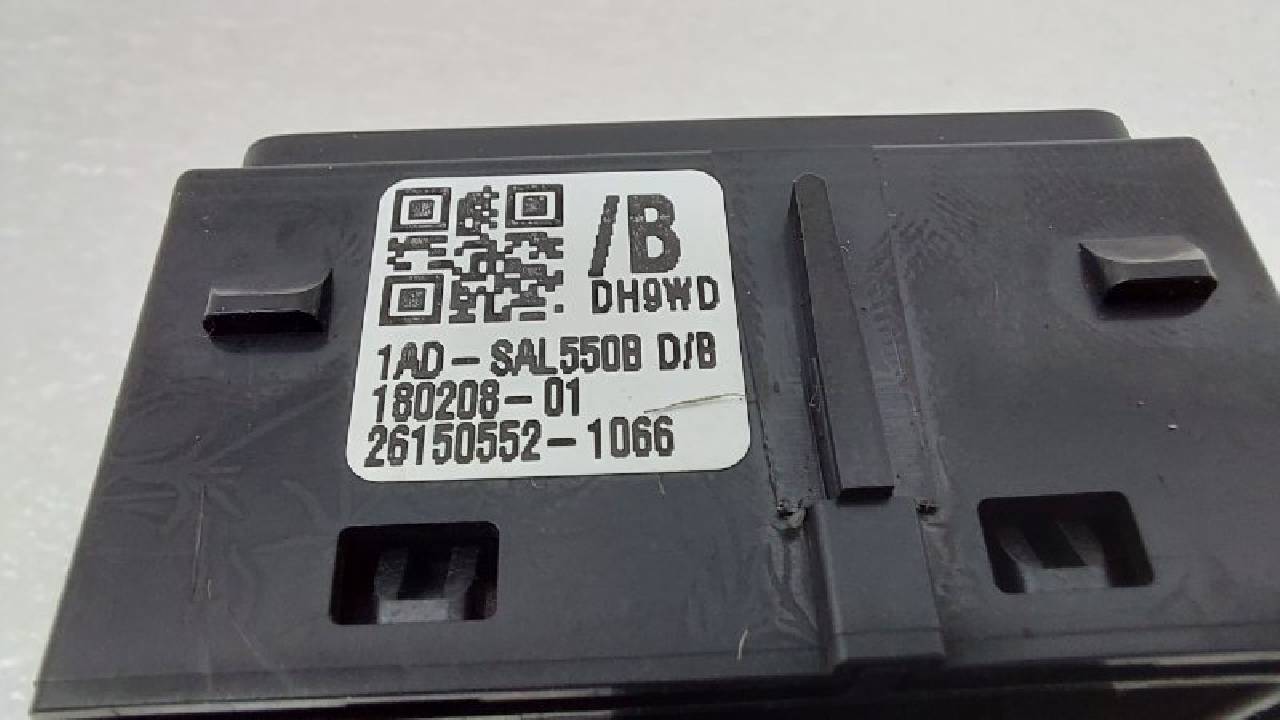 /B
DH9WD
1AD-SAL550B D/B
180208-01
26150552-1066